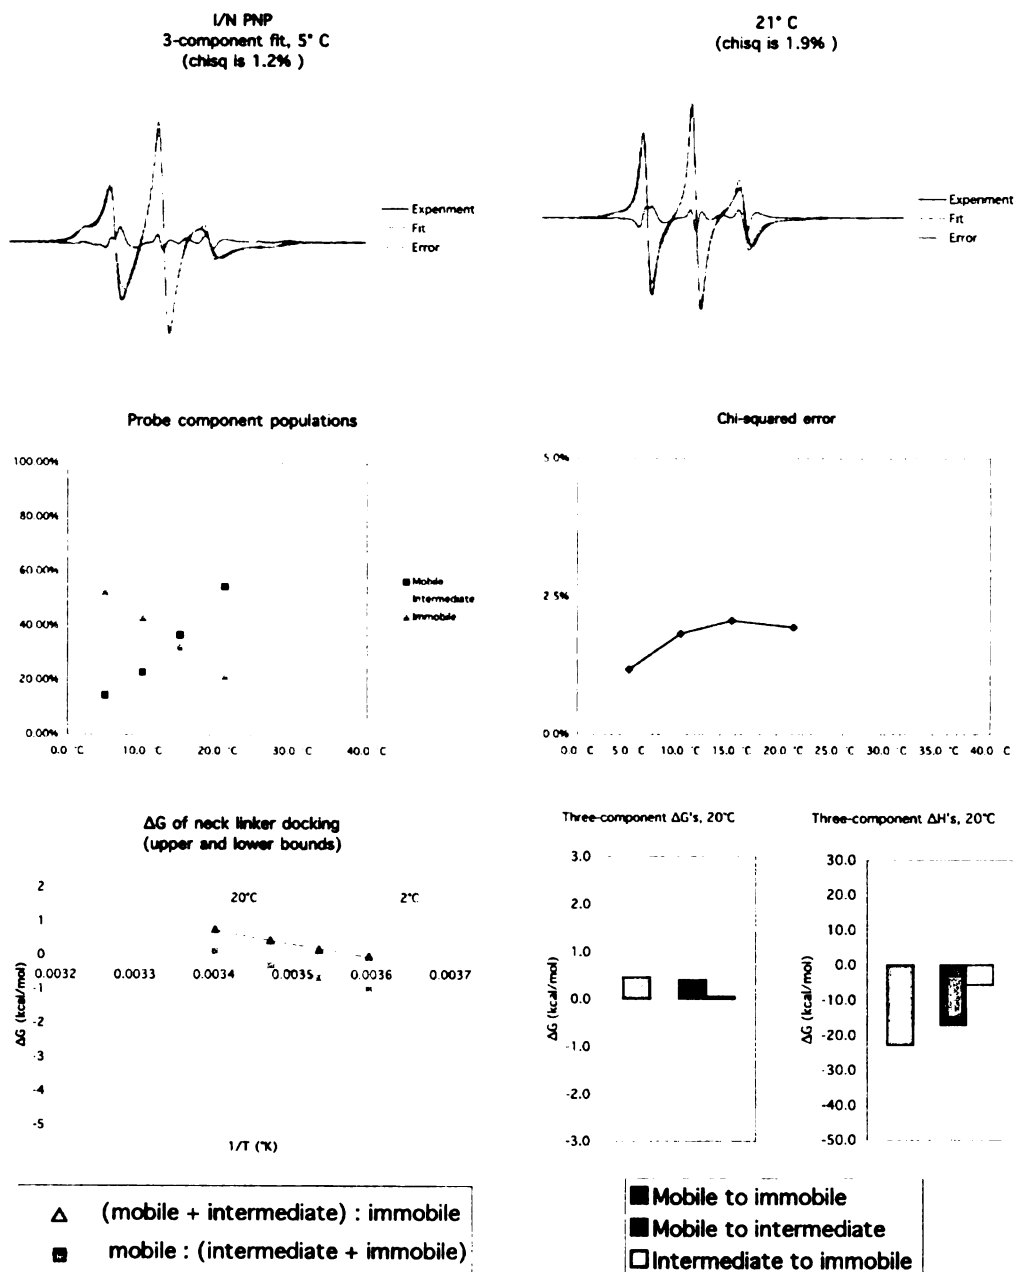 I/N PNP
3-component fit, 5° C
(chisq is 1.2% )
Experiment
Fit
Error
21° C
(chisq is 1.9% )
Experiment
Fit
Error
Probe component populations
100.00%
80.00%
60.00%
40.00%
20.00%
0.00%
0.0 °C
10.0 °C
20.0 °C
30.0 °C
40.0 °C
Mobile
Intermediate
Immobile
Chi-squared error
5.0%
2.5%
0.0%
0.0 °C
5.0 °C
10.0 °C
15.0 °C
20.0 °C
25.0 °C
30.0 °C
35.0 °C
40.0 °C
ΔG of neck linker docking
(upper and lower bounds)
ΔG (kcal/mol)
2
1
0
-1
-2
-3
-4
-5
20°C
2°C
0.0032
0.0033
0.0034
0.0035
0.0036
0.0037
1/T (°K)
Three-component ΔG's, 20°C
ΔG (kcal/mol)
3.0
2.0
1.0
0.0
-1.0
-2.0
-3.0
Three-component ΔH's, 20°C
ΔG (kcal/mol)
30.0
20.0
10.0
0.0
-10.0
-20.0
-30.0
-40.0
-50.0
(mobile + intermediate) : immobile
mobile : (intermediate + immobile)
Mobile to immobile
Mobile to intermediate
Intermediate to immobile